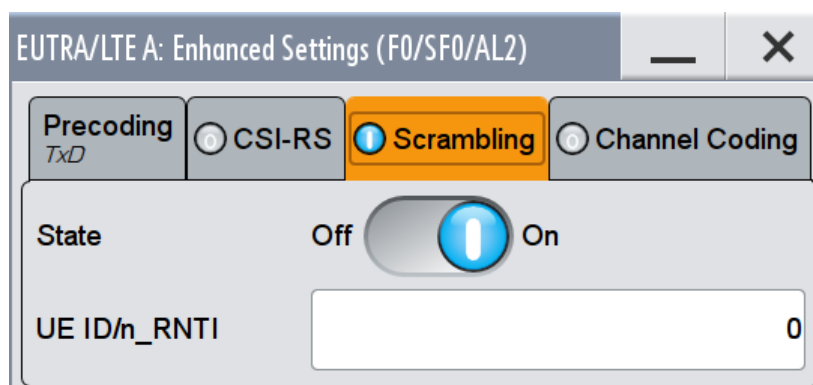 EUTRA/LTE A: Enhanced Settings (F0/SF0/AL2)
Precoding CSI-RS Scrambling Channel Coding
TxD
State Off On
UE ID/n_RNTI 0